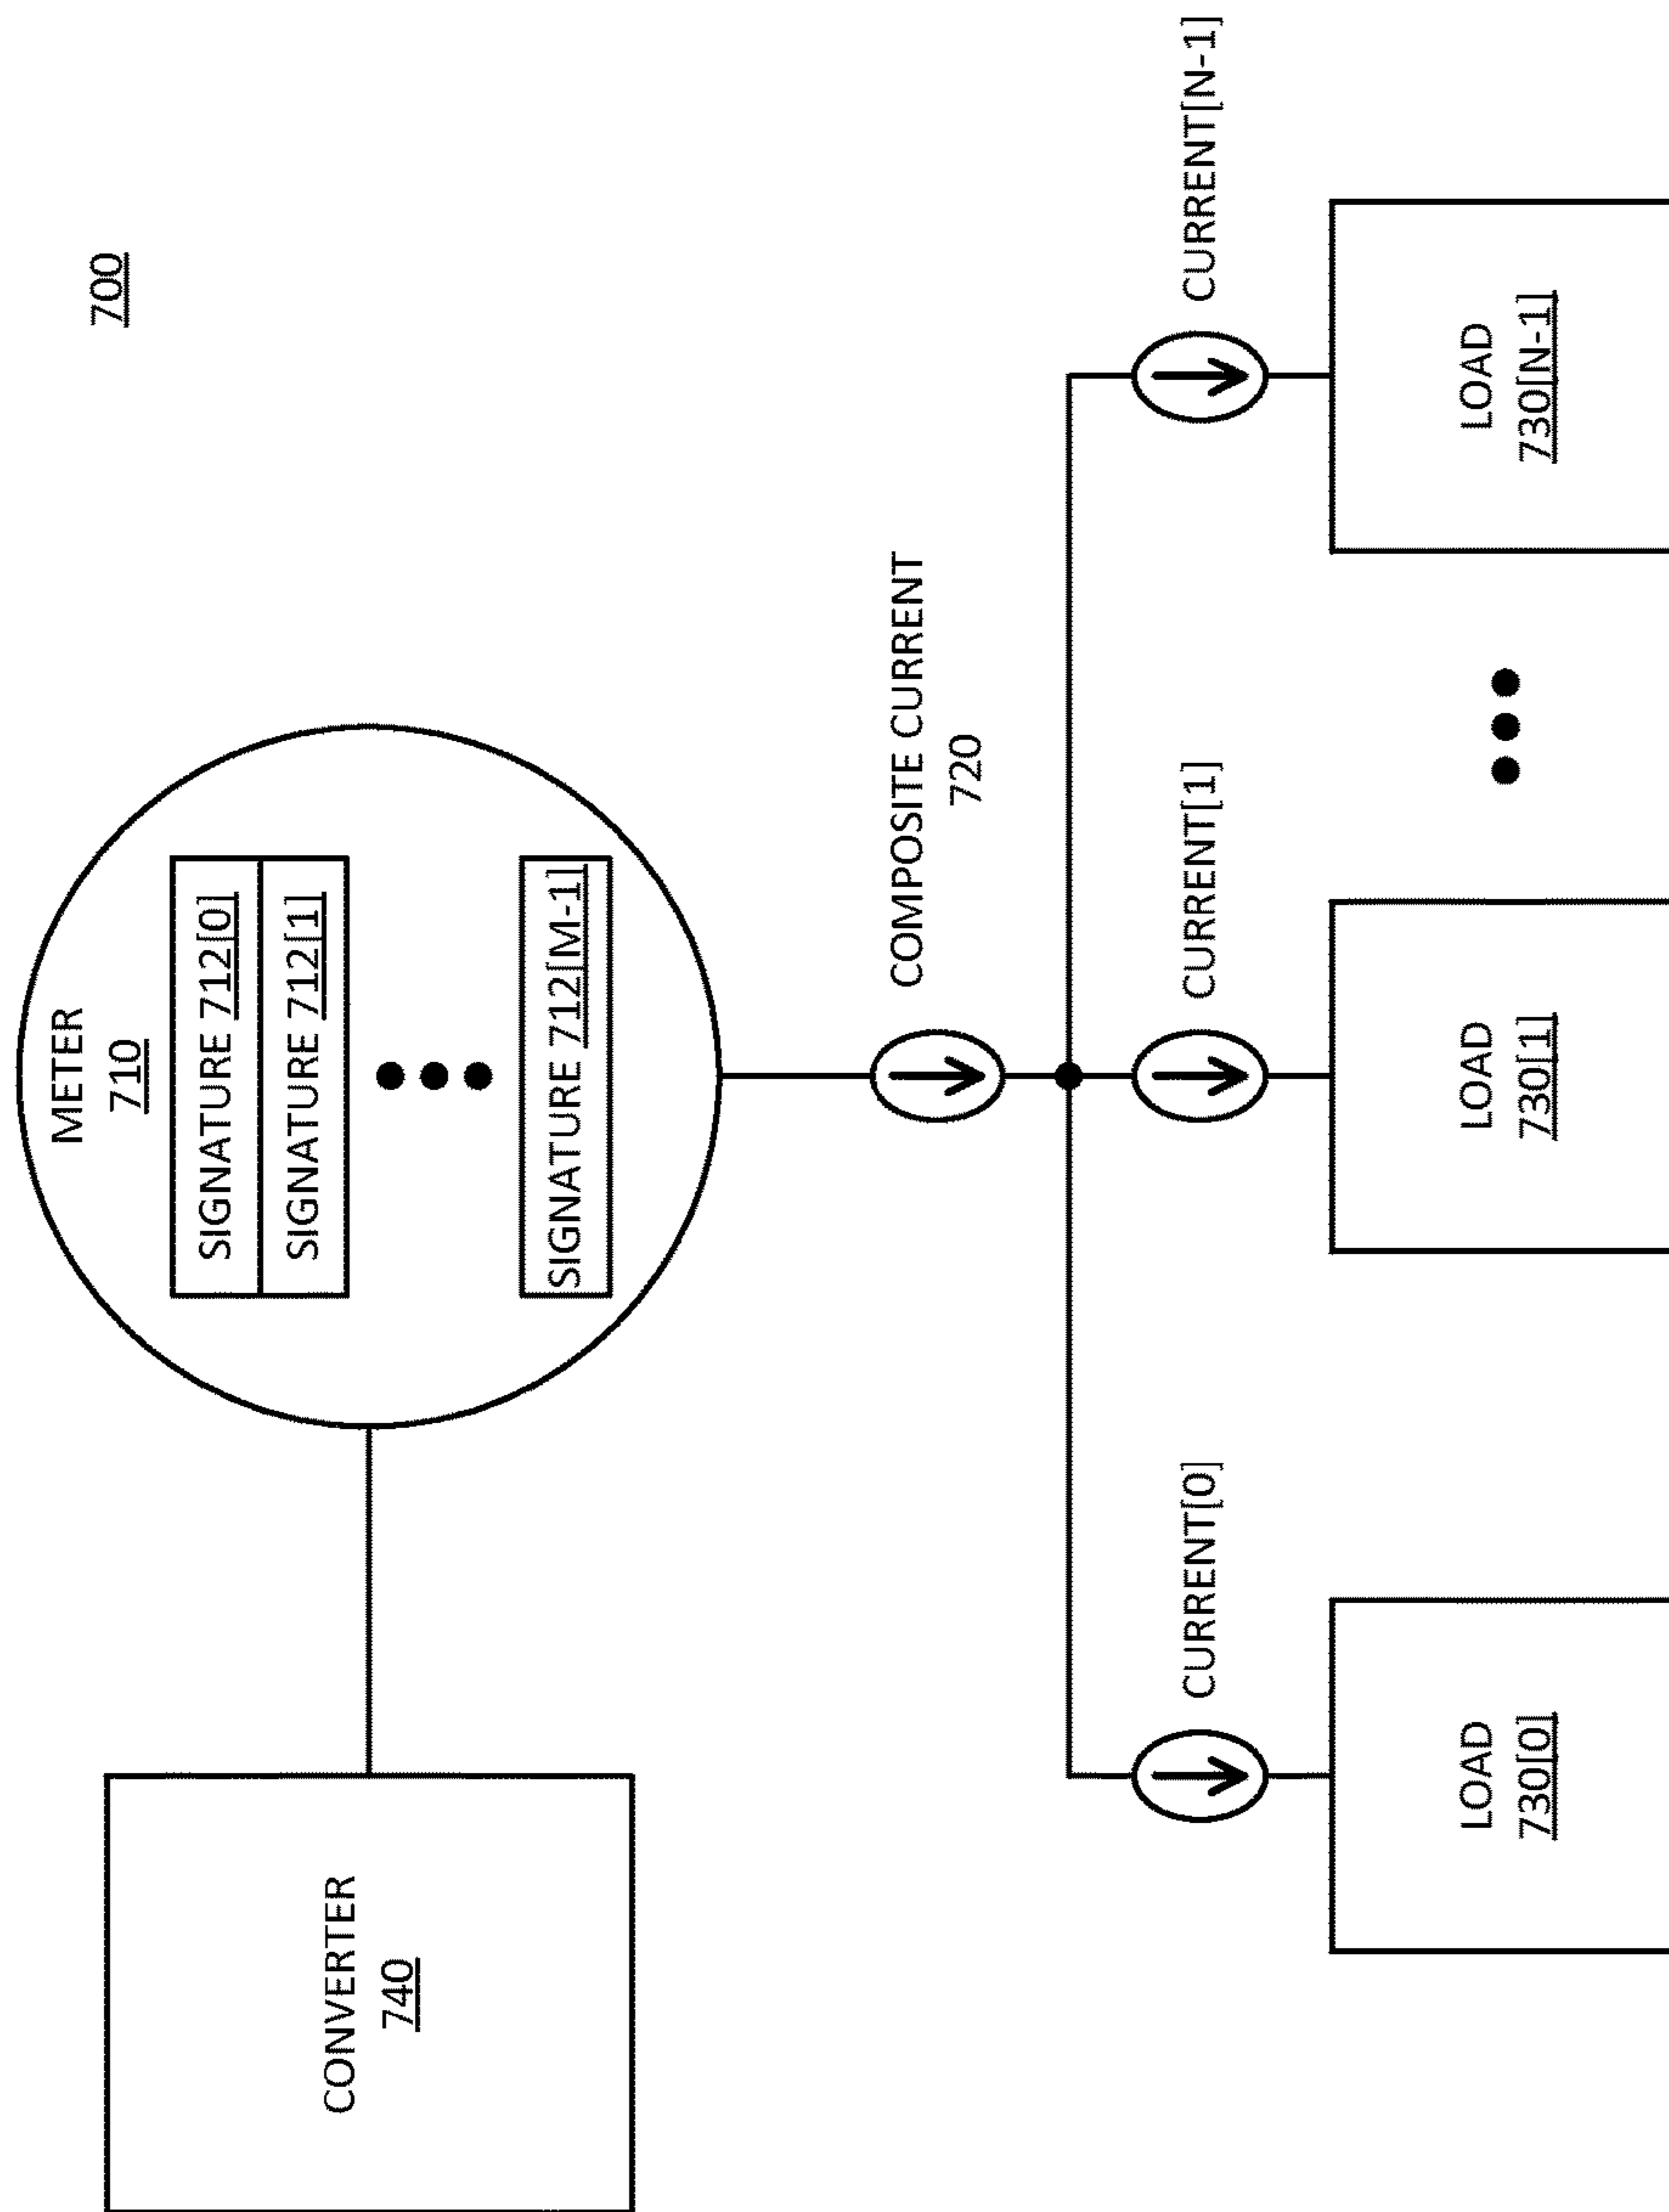 700
METER
710
SIGNATURE 712[0]
SIGNATURE 712[1]
SIGNATURE 712[M-1]
CONVERTER
740
COMPOSITE CURRENT
720
CURRENT[0]
CURRENT[1]
CURRENT[N-1]
LOAD
730[0]
LOAD
730[1]
LOAD
730[N-1]